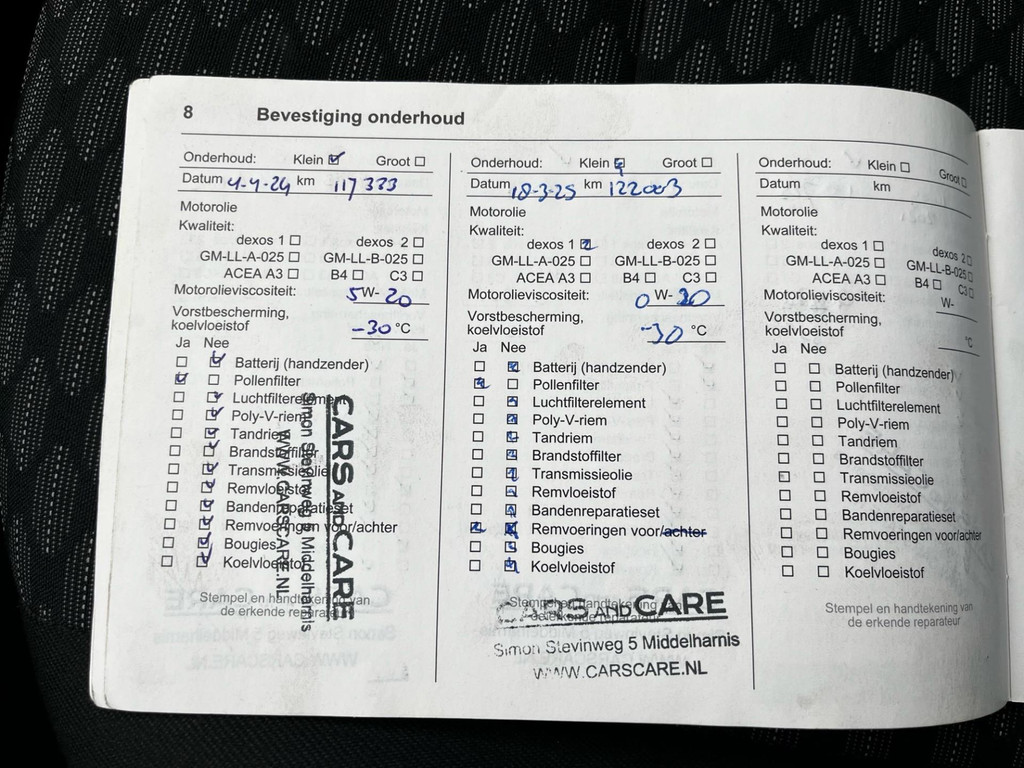 8 Bevestiging onderhoud
Onderhoud: Klein ☑ Groot ☐
Datum 4-4-24 km 117323
Motorolie
Kwaliteit:
dexos 1 ☐ dexos 2 ☐
GM-LL-A-025 ☐ GM-LL-B-025 ☐
ACEA A3 ☐ B4 ☐ C3 ☐
Motorolieviscositeit: 5W-20
Vorstbescherming,
koelvloeistof -30 °C
Ja Nee
☐ ☑ Batterij (handzender)
☑ ☐ Pollenfilter
☐ ☑ Luchtfilterelement
☐ ☑ Poly-V-riem
☐ ☑ Tandriem
☐ ☑ Brandstoffilter
☐ ☑ Transmissieolie
☐ ☑ Remvloeistof
☐ ☑ Bandenreparatieset
☐ ☑ Remvoeringen voor/achter
☐ ☑ Bougies
☐ ☑ Koelvloeistof
Stempel en handtekening van
de erkende reparateur
CARS AND CARE
Simon Stevinweg 5 Middelharnis
WWW.CARSCARE.NL
Onderhoud: Klein ☑ Groot ☐
Datum 18-3-25 km 122003
Motorolie
Kwaliteit:
dexos 1 ☑ dexos 2 ☐
GM-LL-A-025 ☐ GM-LL-B-025 ☐
ACEA A3 ☐ B4 ☐ C3 ☐
Motorolieviscositeit: 0W-20
Vorstbescherming,
koelvloeistof -30 °C
Ja Nee
☐ ☑ Batterij (handzender)
☑ ☐ Pollenfilter
☐ ☑ Luchtfilterelement
☐ ☑ Poly-V-riem
☐ ☑ Tandriem
☐ ☑ Brandstoffilter
☐ ☑ Transmissieolie
☐ ☑ Remvloeistof
☐ ☑ Bandenreparatieset
☑ ☑ Remvoeringen voor/achter
☐ ☑ Bougies
☐ ☑ Koelvloeistof
Stempel en handtekening van
de erkende reparateur
CARS AND CARE
Simon Stevinweg 5 Middelharnis
WWW.CARSCARE.NL
Onderhoud: Klein ☐ Groot ☐
Datum km
Motorolie
Kwaliteit:
dexos 1 ☐ dexos 2 ☐
GM-LL-A-025 ☐ GM-LL-B-025 ☐
ACEA A3 ☐ B4 ☐ C3 ☐
Motorolieviscositeit: W-
Vorstbescherming,
koelvloeistof °C
Ja Nee
☐ ☐ Batterij (handzender)
☐ ☐ Pollenfilter
☐ ☐ Luchtfilterelement
☐ ☐ Poly-V-riem
☐ ☐ Tandriem
☐ ☐ Brandstoffilter
☐ ☐ Transmissieolie
☐ ☐ Remvloeistof
☐ ☐ Bandenreparatieset
☐ ☐ Remvoeringen voor/achter
☐ ☐ Bougies
☐ ☐ Koelvloeistof
Stempel en handtekening van
de erkende reparateur